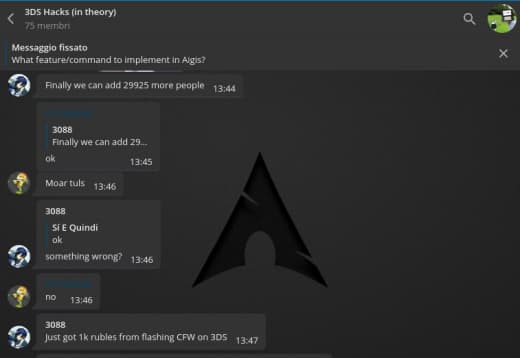 3DS Hacks (in theory)
75 membri
Messaggio fissato
What feature/command to implement in Aigis?
Finally we can add 29925 more people 13:44
3088
Finally we can add 29...
ok 13:45
Moar tuls 13:46
3088
Sí E Quindi
ok
something wrong? 13:46
no 13:46
3088
Just got 1k rubles from flashing CFW on 3DS 13:47